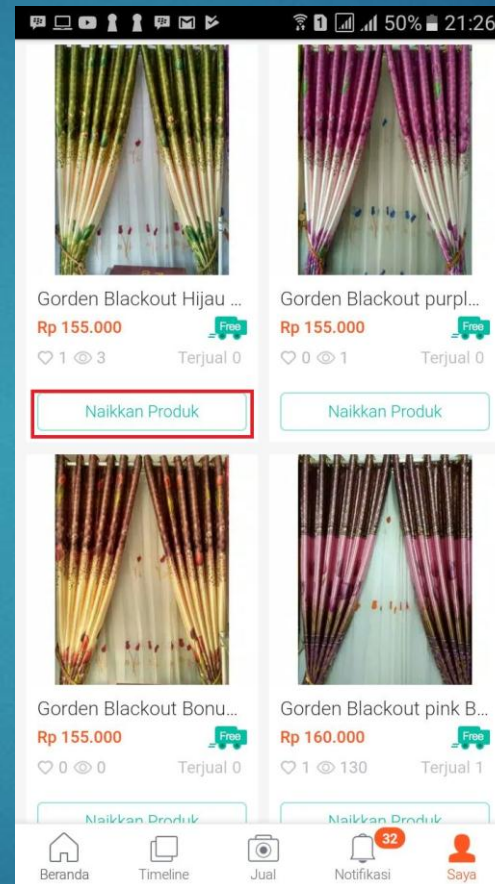 1 50% 21:26
Gorden Blackout Hijau ...
Rp 155.000 Free
1 3 Terjual 0
Naikkan Produk
Gorden Blackout purpl...
Rp 155.000 Free
0 1 Terjual 0
Naikkan Produk
Gorden Blackout Bonu...
Rp 155.000 Free
0 0 Terjual 0
Naikkan Produk
Gorden Blackout pink B...
Rp 160.000 Free
1 130 Terjual 1
Naikkan Produk
32
Beranda Timeline Jual Notifikasi Saya